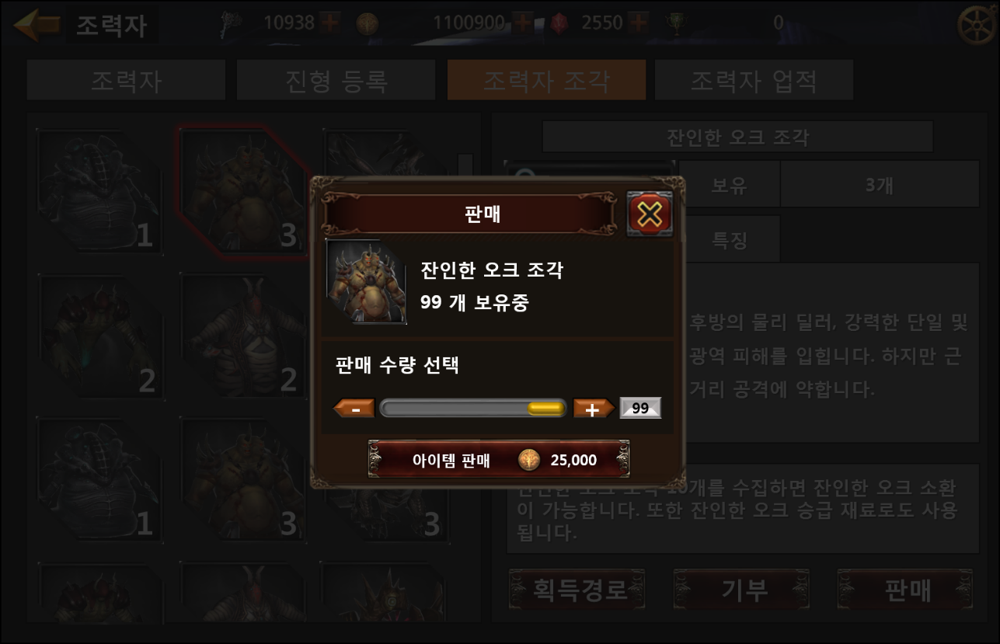 조력자
10938
1100900
2550
0
조력자
진형 등록
조력자 조각
조력자 업적
1
3
잔인한 오크 조각
보유
3개
특징
판매
잔인한 오크 조각
99 개 보유중
판매 수량 선택
-
+
99
아이템 판매
25,000
2
2
후방의 물리 딜러, 강력한 단일 및
광역 피해를 입힙니다. 하지만 근
거리 공격에 약합니다.
1
3
3
잔인한 오크 조각 10개를 수집하면 잔인한 오크 소환
이 가능합니다. 또한 잔인한 오크 승급 재료로도 사용
됩니다.
획득경로
기부
판매